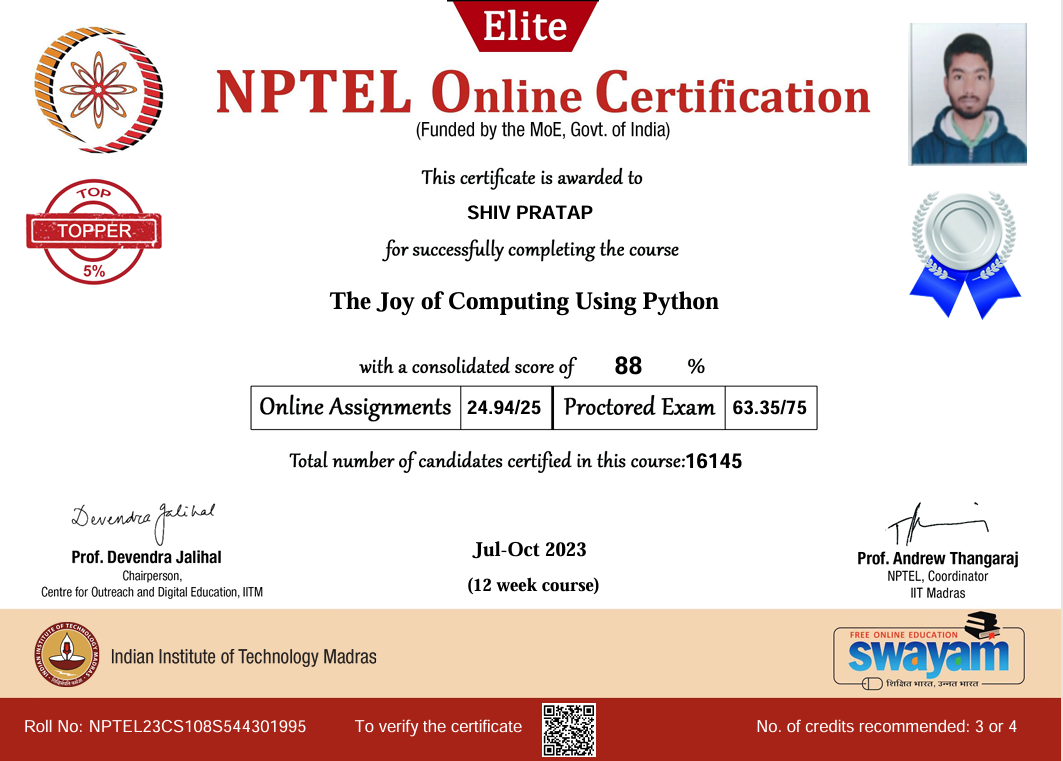 Elite
NPTEL Online Certification
(Funded by the MoE, Govt. of India)
This certificate is awarded to
SHIV PRATAP
for successfully completing the course
TOP
TOPPER
5%
The Joy of Computing Using Python
with a consolidated score of 88 %
Online Assignments 24.94/25 Proctored Exam 63.35/75
Total number of candidates certified in this course:16145
Devendra Jalihal
Prof. Devendra Jalihal
Chairperson,
Centre for Outreach and Digital Education, IITM
Jul-Oct 2023
(12 week course)
Prof. Andrew Thangaraj
NPTEL, Coordinator
IIT Madras
INDIAN INSTITUTE OF TECHNOLOGY MADRAS
Indian Institute of Technology Madras
FREE ONLINE EDUCATION
swayam
शिक्षित भारत, उन्नत भारत
Roll No: NPTEL23CS108S544301995 To verify the certificate No. of credits recommended: 3 or 4